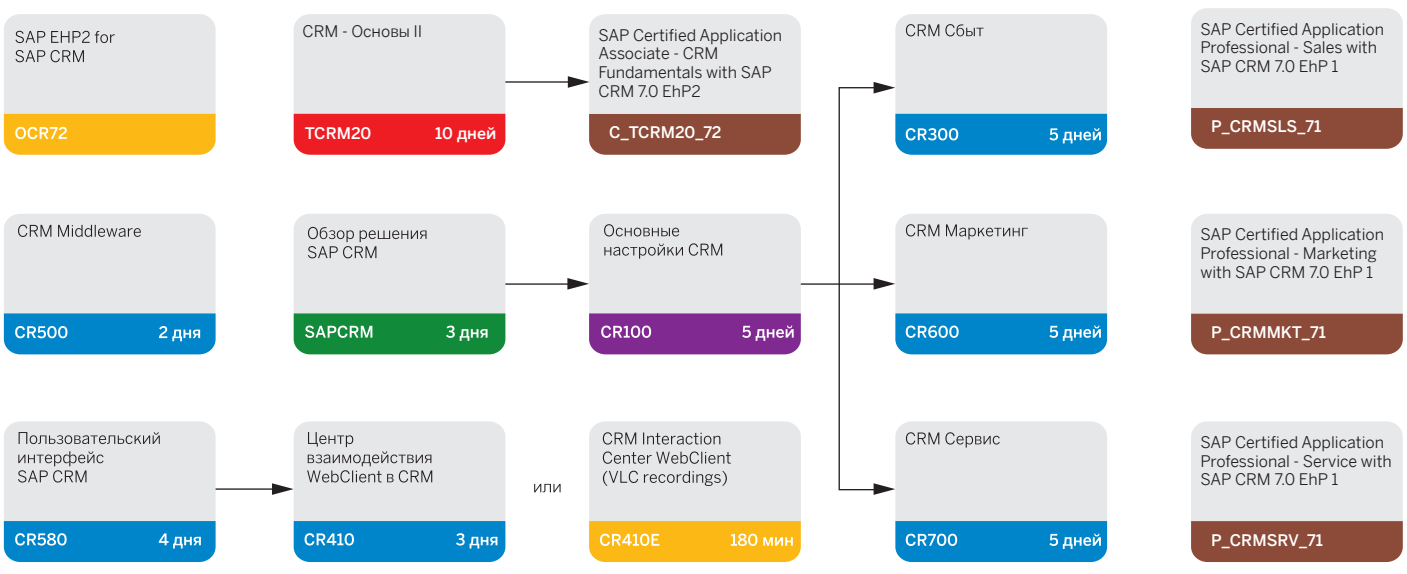 SAP EHP2 for
SAP CRM
OCR72
CRM - Основы II
TCRM20 10 дней
SAP Certified Application
Associate - CRM
Fundamentals with SAP
CRM 7.0 EhP2
C_TCRM20_72
CRM Сбыт
CR300 5 дней
SAP Certified Application
Professional - Sales with
SAP CRM 7.0 EhP 1
P_CRMSLS_71
CRM Middleware
CR500 2 дня
Обзор решения
SAP CRM
SAPCRM 3 дня
Основные
настройки CRM
CR100 5 дней
CRM Маркетинг
CR600 5 дней
SAP Certified Application
Professional - Marketing
with SAP CRM 7.0 EhP 1
P_CRMMKT_71
Пользовательский
интерфейс
SAP CRM
CR580 4 дня
Центр
взаимодействия
WebClient в CRM
CR410 3 дня
или
CRM Interaction
Center WebClient
(VLC recordings)
CR410E 180 мин
CRM Сервис
CR700 5 дней
SAP Certified Application
Professional - Service with
SAP CRM 7.0 EhP 1
P_CRMSRV_71